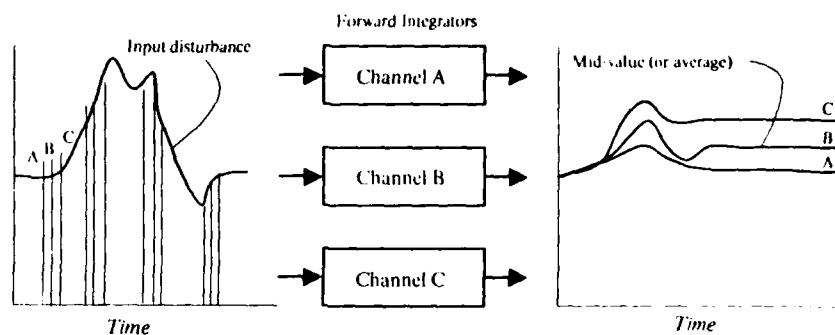 Forward Integrators
Input disturbance
A B C
Time
Channel A
Channel B
Channel C
Mid-value (or average)
C
B
A
Time